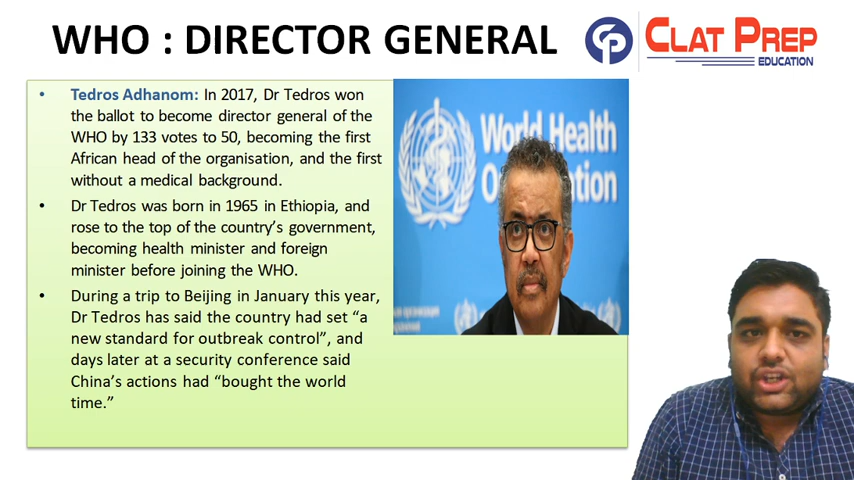 WHO : DIRECTOR GENERAL
CP
CLAT PREP
EDUCATION
• Tedros Adhanom: In 2017, Dr Tedros won
the ballot to become director general of the
WHO by 133 votes to 50, becoming the first
African head of the organisation, and the first
without a medical background.
• Dr Tedros was born in 1965 in Ethiopia, and
rose to the top of the country’s government,
becoming health minister and foreign
minister before joining the WHO.
• During a trip to Beijing in January this year,
Dr Tedros has said the country had set “a
new standard for outbreak control”, and
days later at a security conference said
China’s actions had “bought the world
time.”
World Health